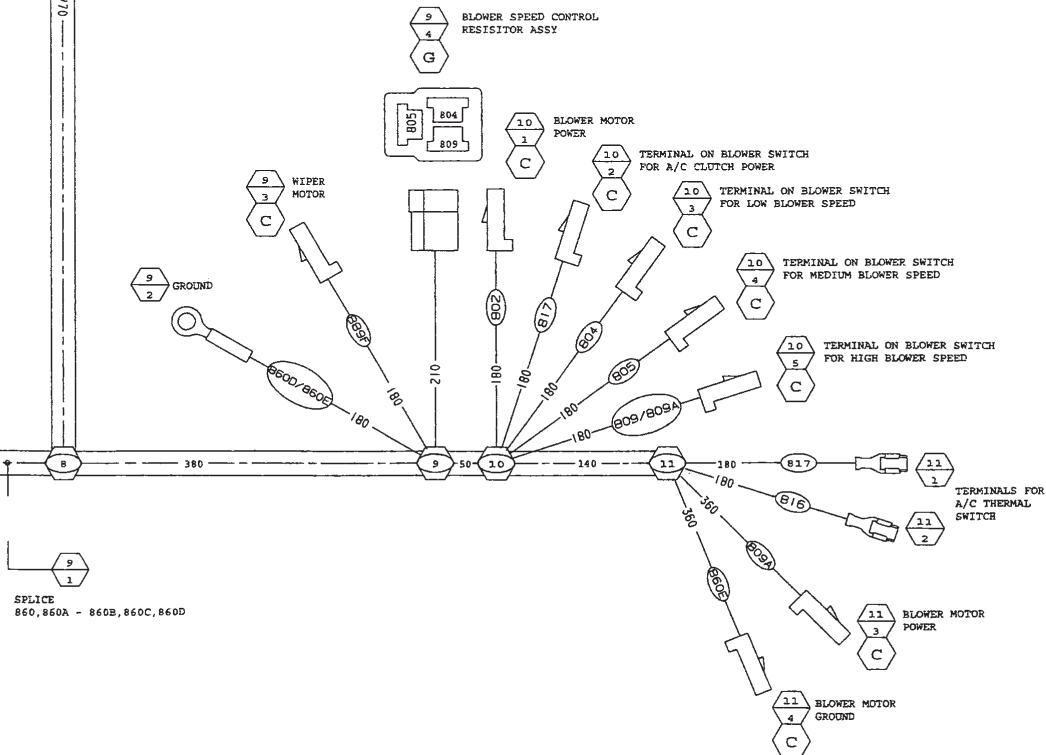 770
9
4
G
BLOWER SPEED CONTROL
RESISITOR ASSY
805
804
809
10
1
C
BLOWER MOTOR
POWER
10
2
C
TERMINAL ON BLOWER SWITCH
FOR A/C CLUTCH POWER
9
3
C
WIPER
MOTOR
10
3
C
TERMINAL ON BLOWER SWITCH
FOR LOW BLOWER SPEED
9
2
GROUND
10
4
C
TERMINAL ON BLOWER SWITCH
FOR MEDIUM BLOWER SPEED
10
5
C
TERMINAL ON BLOWER SWITCH
FOR HIGH BLOWER SPEED
860D/860E
180
889F
180
210
802
180
817
180
804
180
805
180
809/809A
180
8
380
9
50
10
140
11
180
817
11
1
180
816
11
2
TERMINALS FOR
A/C THERMAL
SWITCH
360
809A
11
3
C
BLOWER MOTOR
POWER
360
860E
11
4
C
BLOWER MOTOR
GROUND
9
1
SPLICE
860,860A - 860B,860C,860D